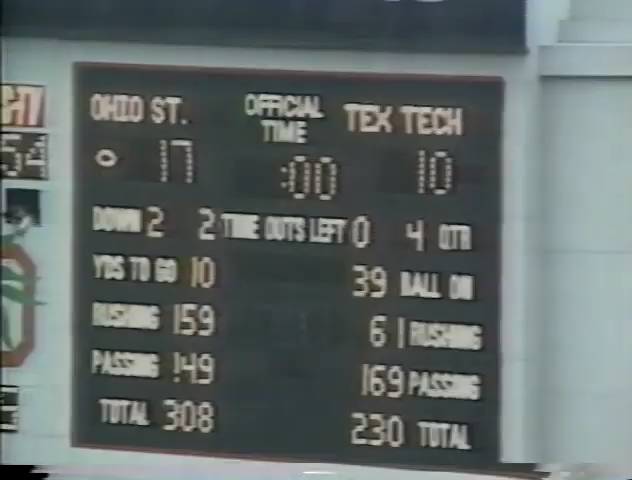 OHIO ST. OFFICIAL TIME TEX TECH
17 :00 10
DOWN 2 2 TIME OUTS LEFT 0 4 QTR
YDS TO GO 10 39 BALL ON
RUSHING 159 61 RUSHING
PASSING 149 169 PASSING
TOTAL 308 230 TOTAL
54